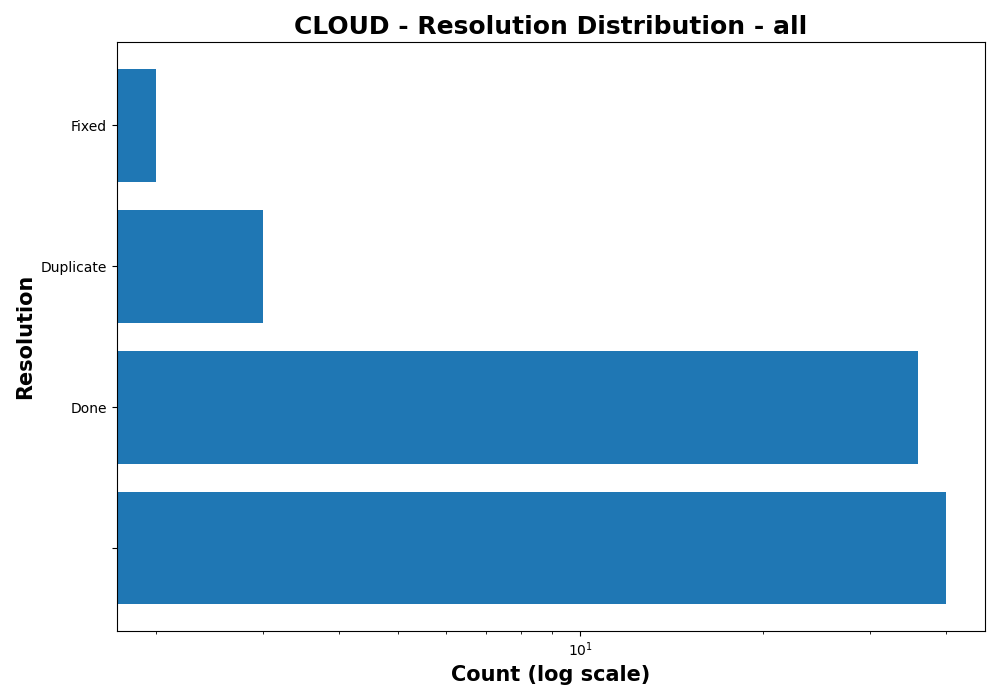 CLOUD - Resolution Distribution - all
Fixed
Duplicate
Done
Resolution
10¹
Count (log scale)